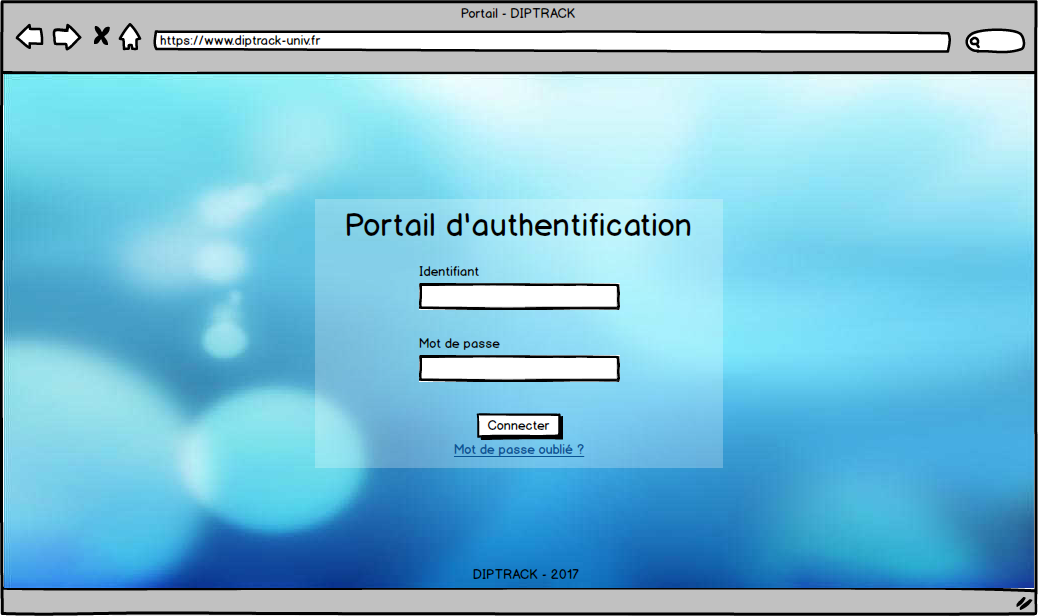 Portail - DIPTRACK
https://www.diptrack-univ.fr
Portail d'authentification
Identifiant
Mot de passe
Connecter
Mot de passe oublié ?
DIPTRACK - 2017